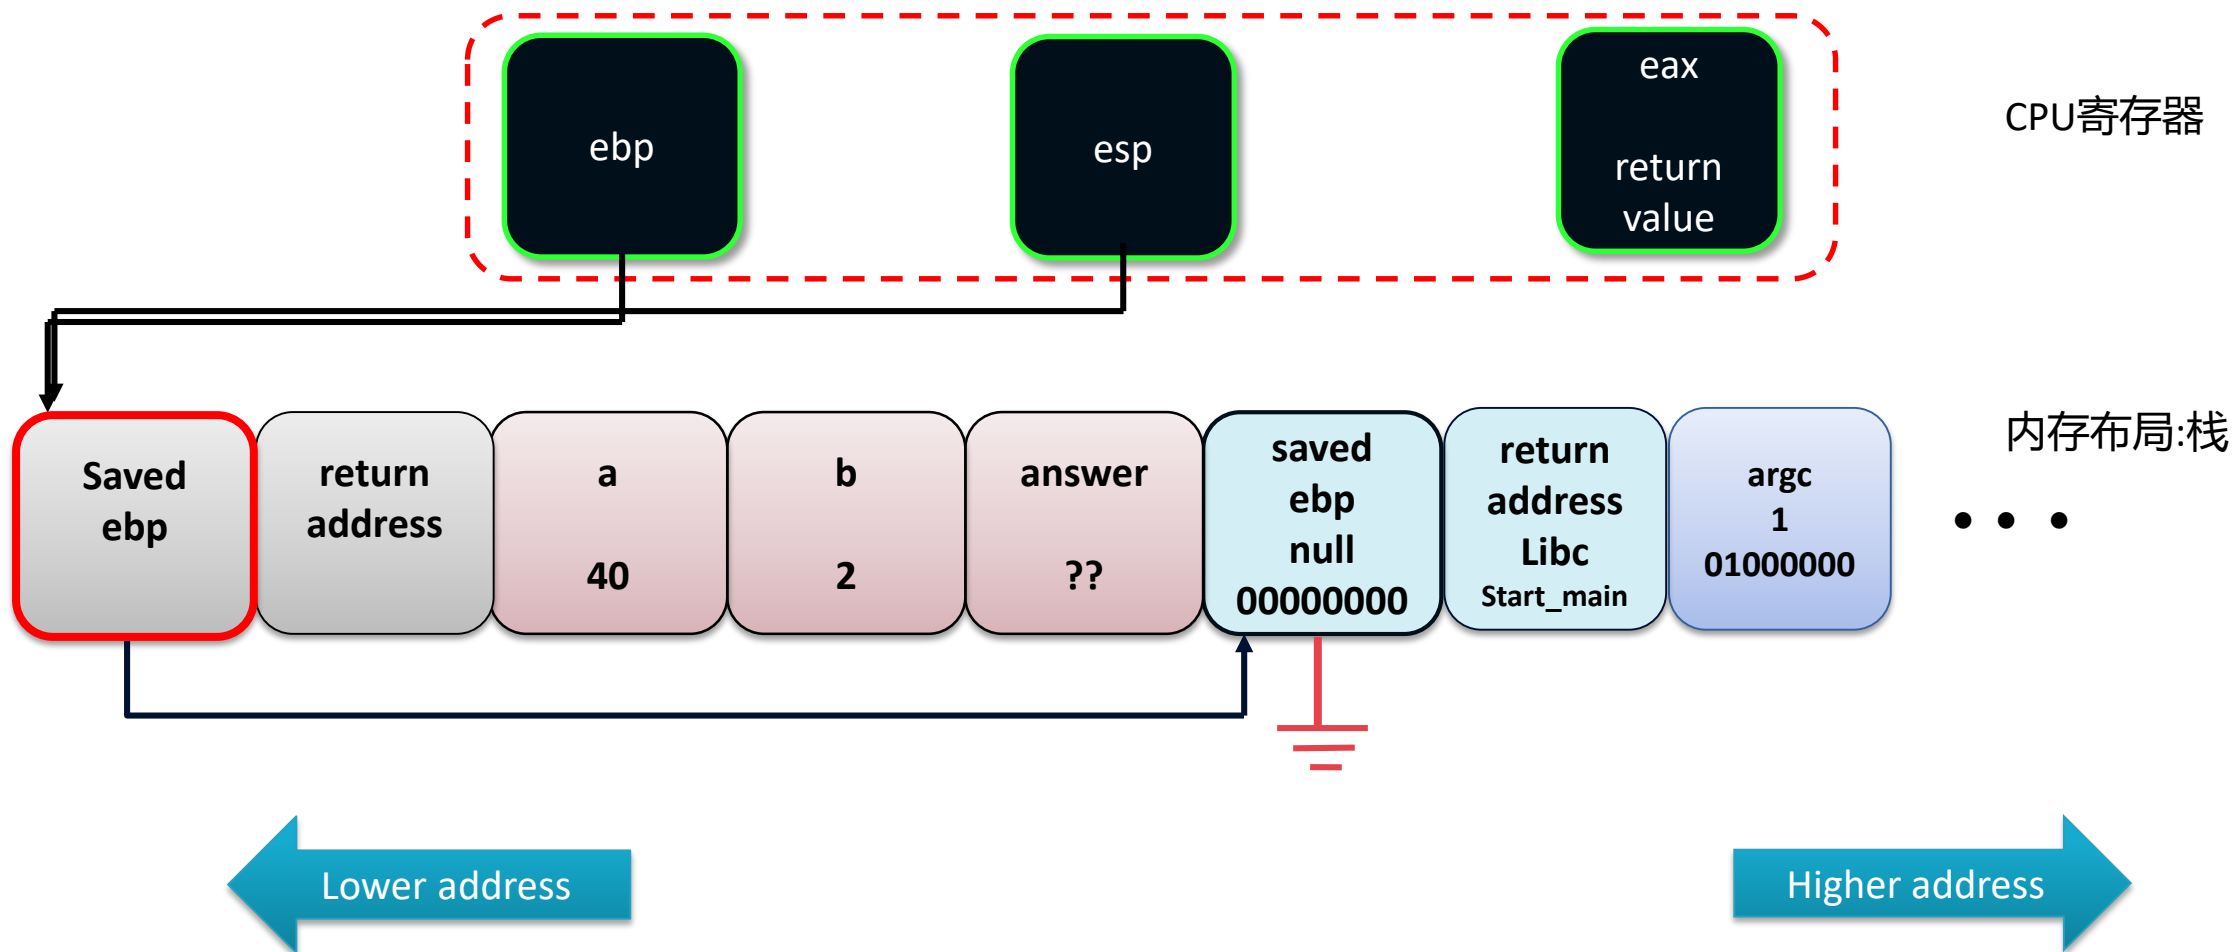 ebp
esp
eax
return
value
CPU寄存器
Saved
ebp
return
address
a
40
b
2
answer
??
saved
ebp
null
00000000
return
address
Libc
Start_main
argc
1
01000000
内存布局:栈
• • •
Lower address
Higher address